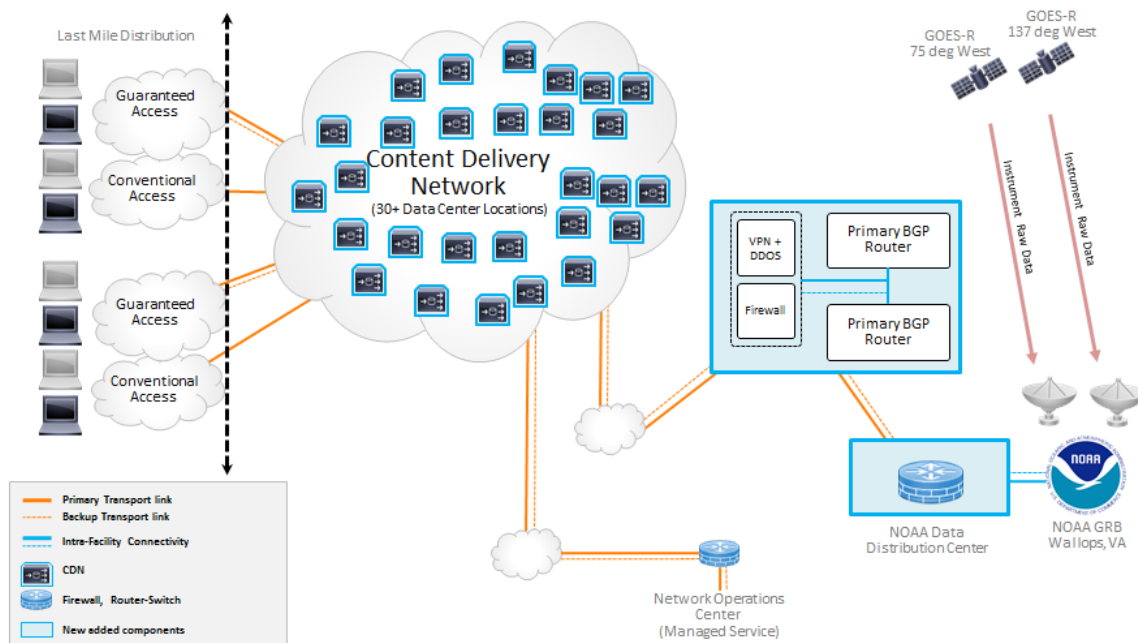 Last Mile Distribution
Guaranteed
Access
Conventional
Access
Guaranteed
Access
Conventional
Access
Content Delivery
Network
(30+ Data Center Locations)
GOES-R
75 deg West
GOES-R
137 deg West
Instrument Raw Data
Instrument Raw Data
VPN +
DDOS
Firewall
Primary BGP
Router
Primary BGP
Router
NOAA
NOAA Data
Distribution Center
NOAA GRB
Wallops, VA
Network Operations
Center
(Managed Service)
Primary Transport link
Backup Transport link
Intra-Facility Connectivity
CDN
Firewall, Router-Switch
New added components